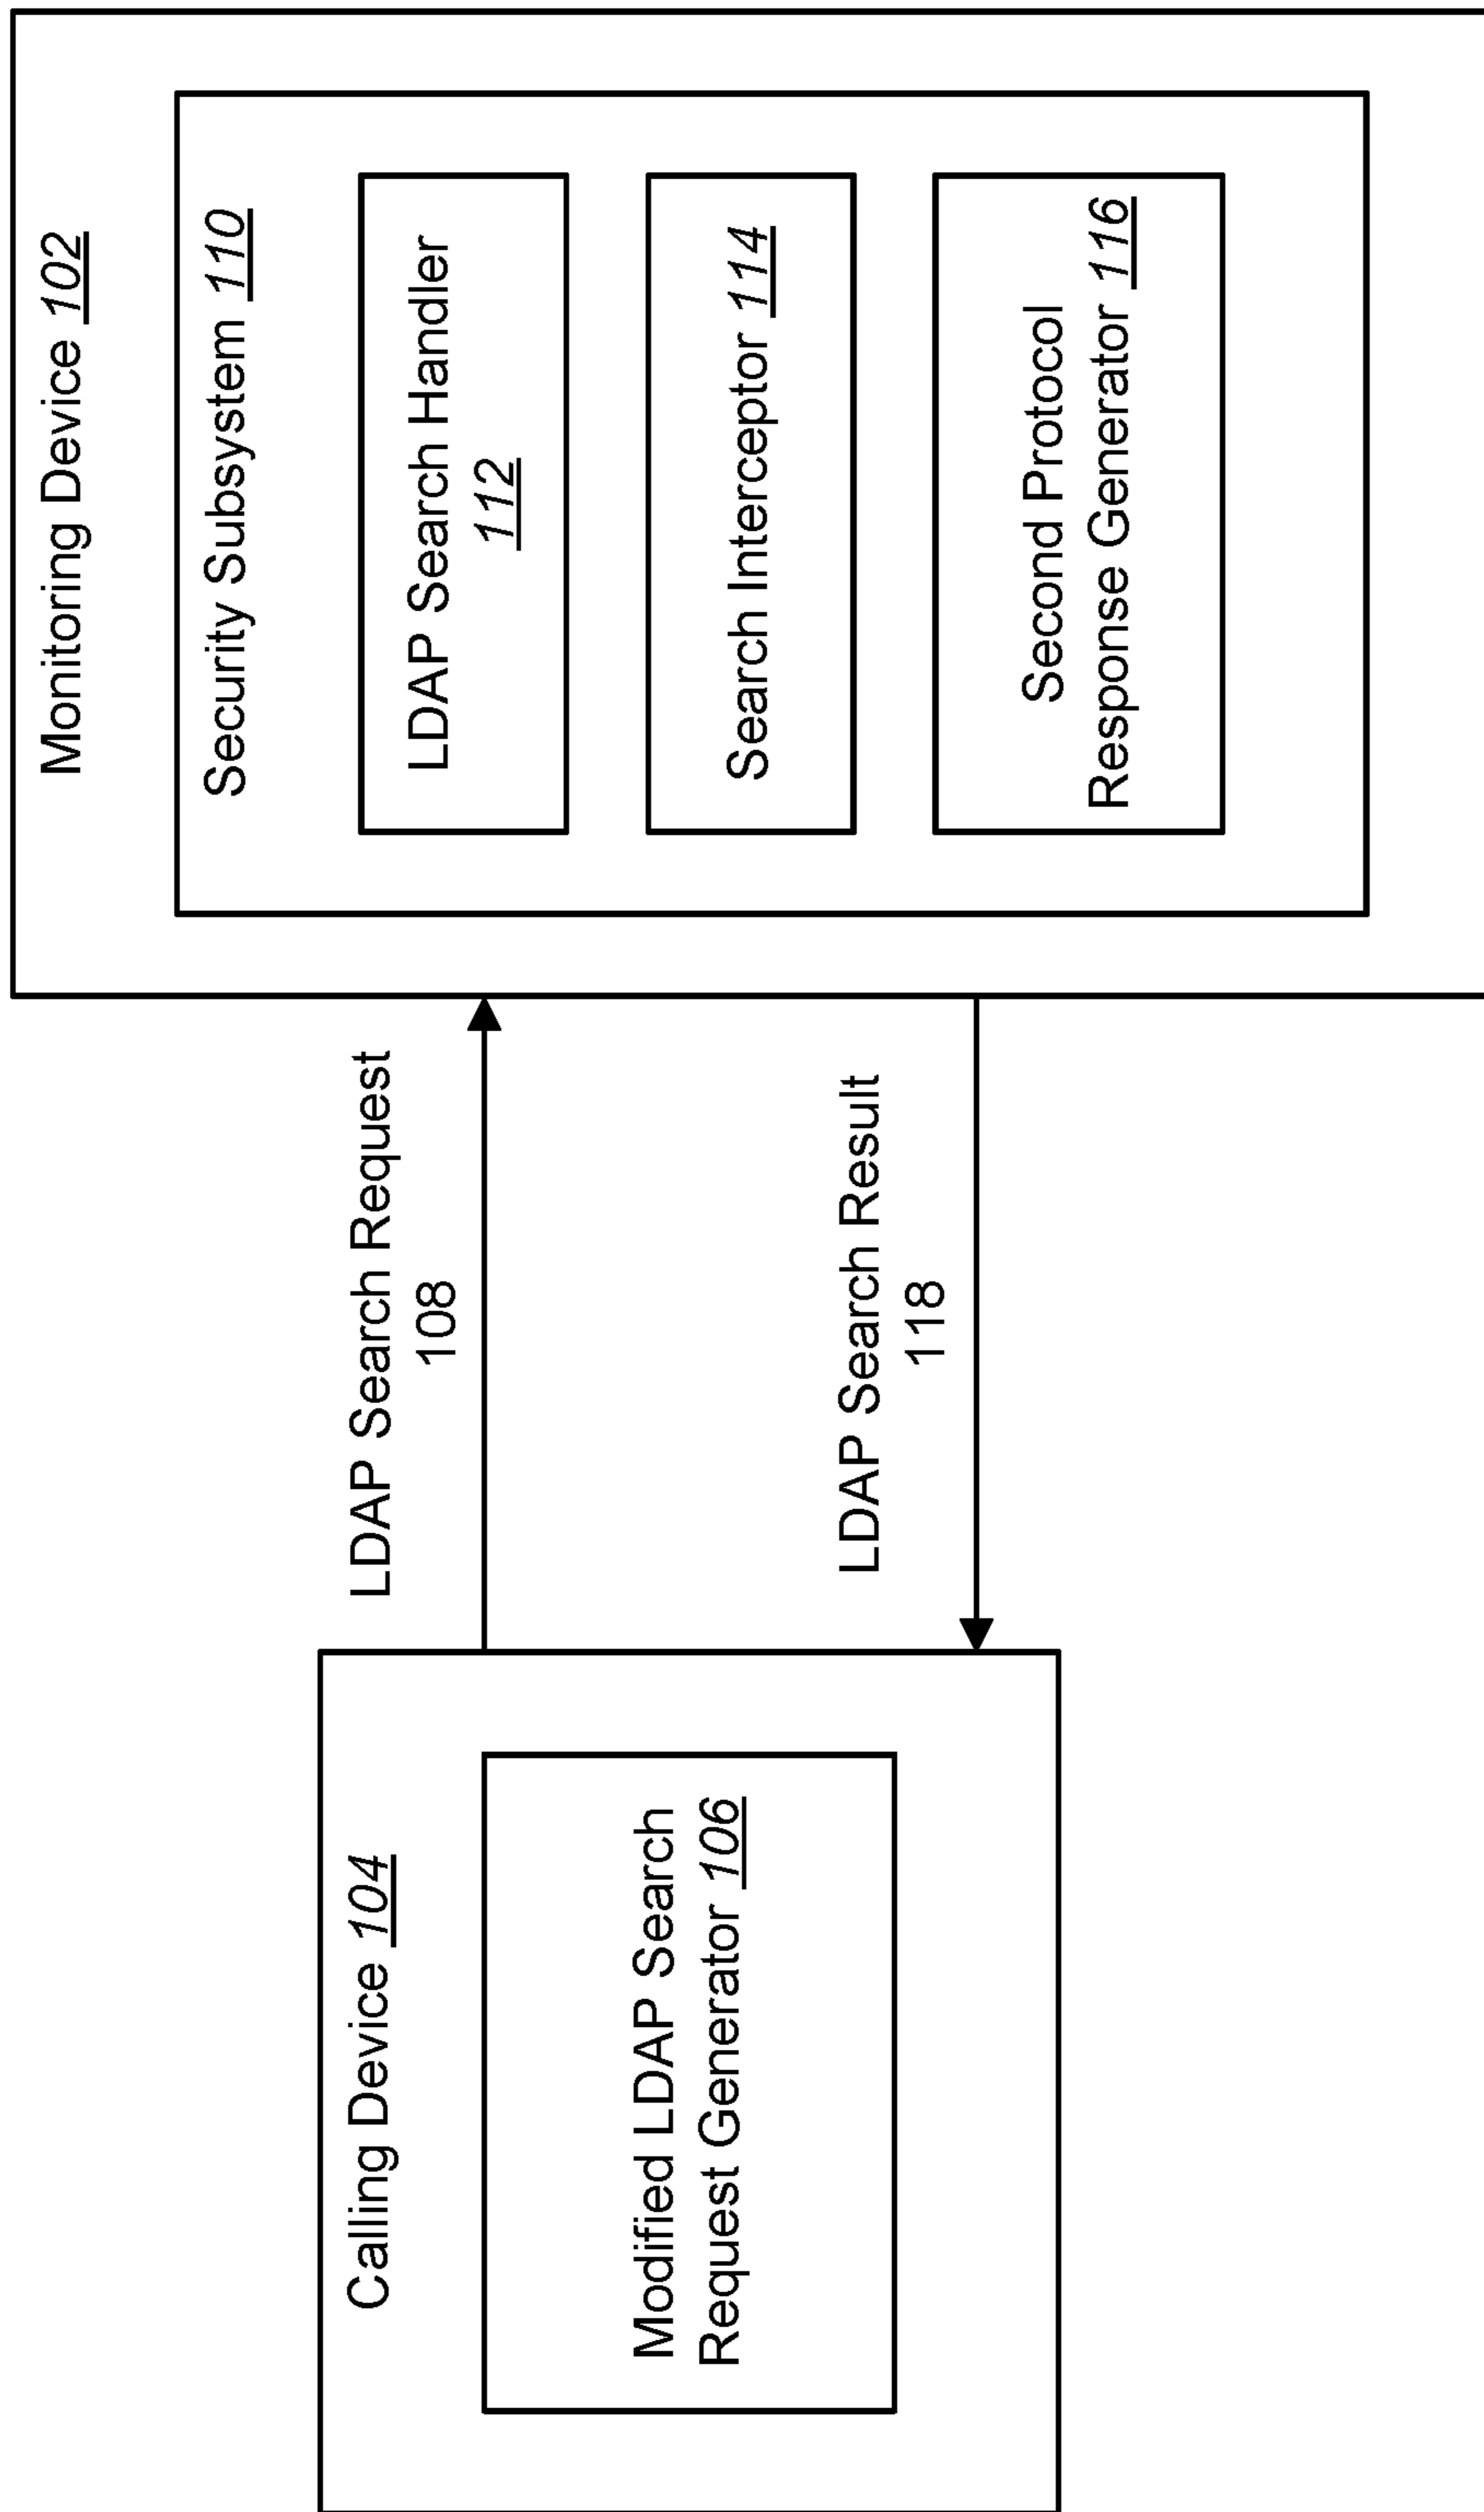 Calling Device 104
Modified LDAP Search
Request Generator 106
LDAP Search Request
108
LDAP Search Result
118
Monitoring Device 102
Security Subsystem 110
LDAP Search Handler
112
Search Interceptor 114
Second Protocol
Response Generator 116